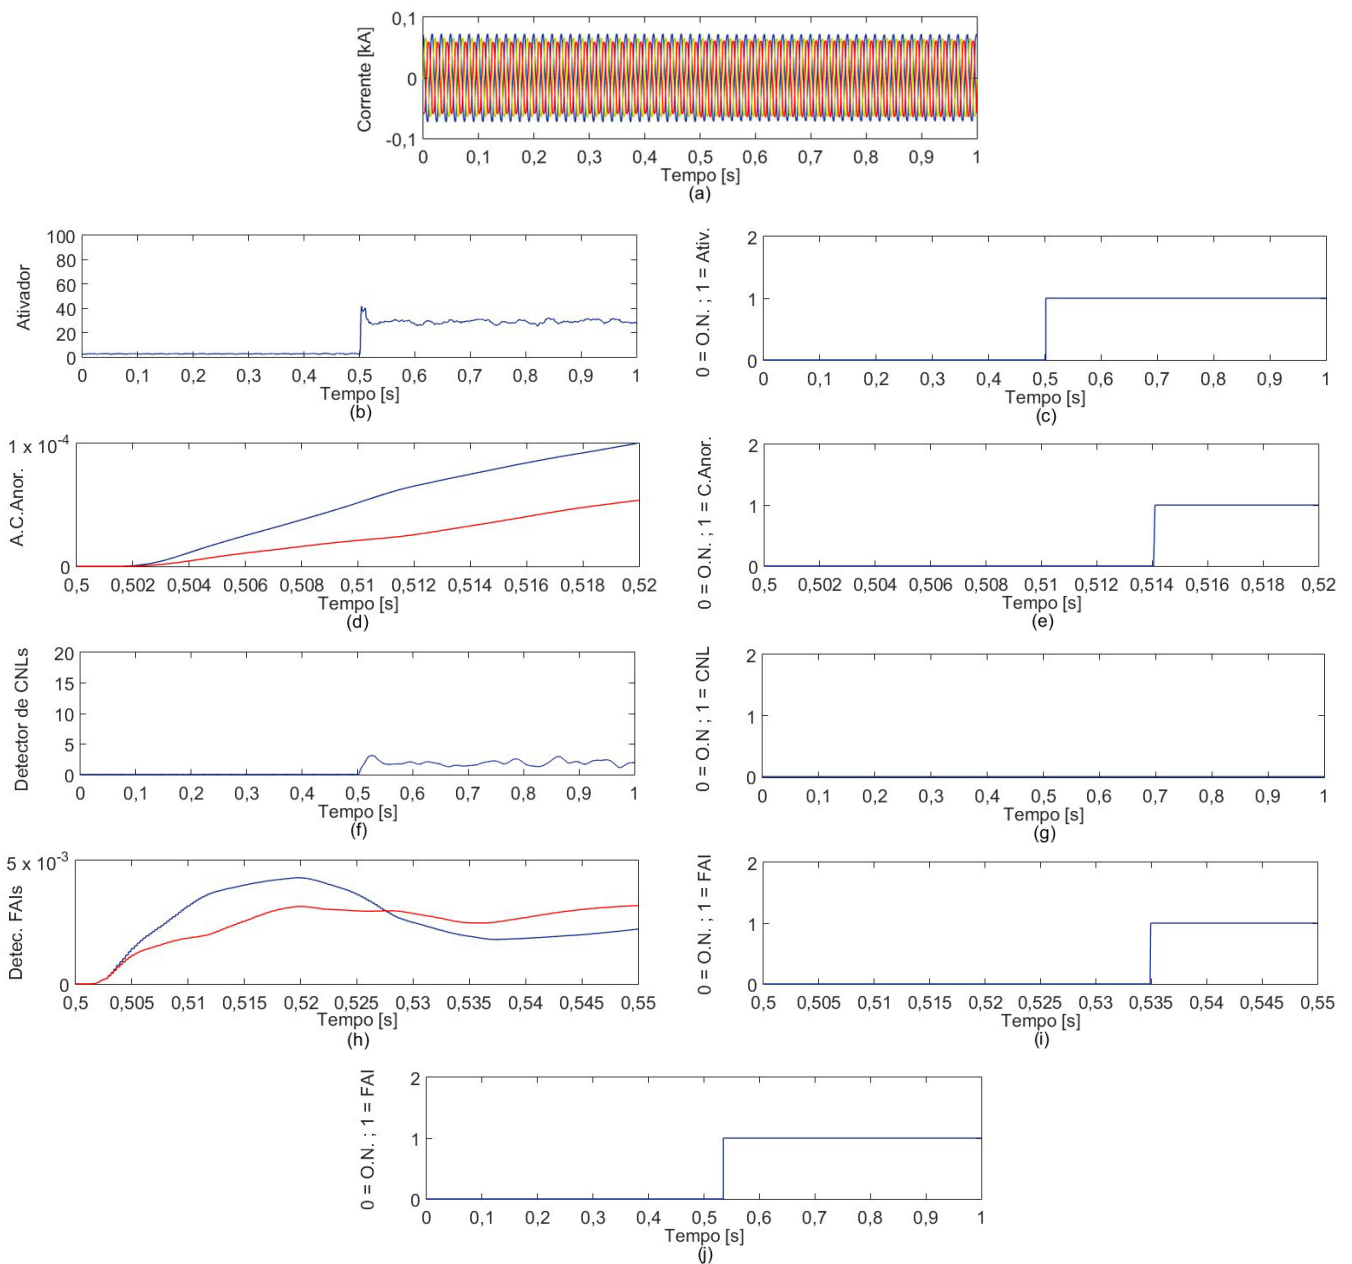 0,1
0
-0,1
Corrente [kA]
0 0,1 0,2 0,3 0,4 0,5 0,6 0,7 0,8 0,9 1
Tempo [s]
(a)
100
80
60
40
20
0
Ativador
0 0,1 0,2 0,3 0,4 0,5 0,6 0,7 0,8 0,9 1
Tempo [s]
(b)
2
1
0
0 = O.N. ; 1 = Ativ.
0 0,1 0,2 0,3 0,4 0,5 0,6 0,7 0,8 0,9 1
Tempo [s]
(c)
1 x 10-4
0
A.C.Anor.
0,5 0,502 0,504 0,506 0,508 0,51 0,512 0,514 0,516 0,518 0,52
Tempo [s]
(d)
2
1
0
0 = O.N. ; 1 = C.Anor.
0,5 0,502 0,504 0,506 0,508 0,51 0,512 0,514 0,516 0,518 0,52
Tempo [s]
(e)
20
15
10
5
0
Detector de CNLs
0 0,1 0,2 0,3 0,4 0,5 0,6 0,7 0,8 0,9 1
Tempo [s]
(f)
2
1
0
0 = O.N ; 1 = CNL
0 0,1 0,2 0,3 0,4 0,5 0,6 0,7 0,8 0,9 1
Tempo [s]
(g)
5 x 10-3
0
Detec. FAIs
0,5 0,505 0,51 0,515 0,52 0,525 0,53 0,535 0,54 0,545 0,55
Tempo [s]
(h)
2
1
0
0 = O.N. ; 1 = FAI
0,5 0,505 0,51 0,515 0,52 0,525 0,53 0,535 0,54 0,545 0,55
Tempo [s]
(i)
2
1
0
0 = O.N. ; 1 = FAI
0 0,1 0,2 0,3 0,4 0,5 0,6 0,7 0,8 0,9 1
Tempo [s]
(j)